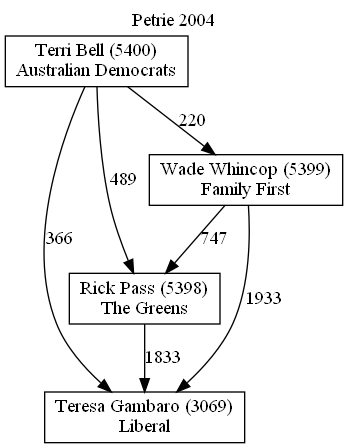 Petrie 2004
Terri Bell (5400)
Australian Democrats
220
Wade Whincop (5399)
Family First
489
366
747
Rick Pass (5398)
The Greens
1933
1833
Teresa Gambaro (3069)
Liberal